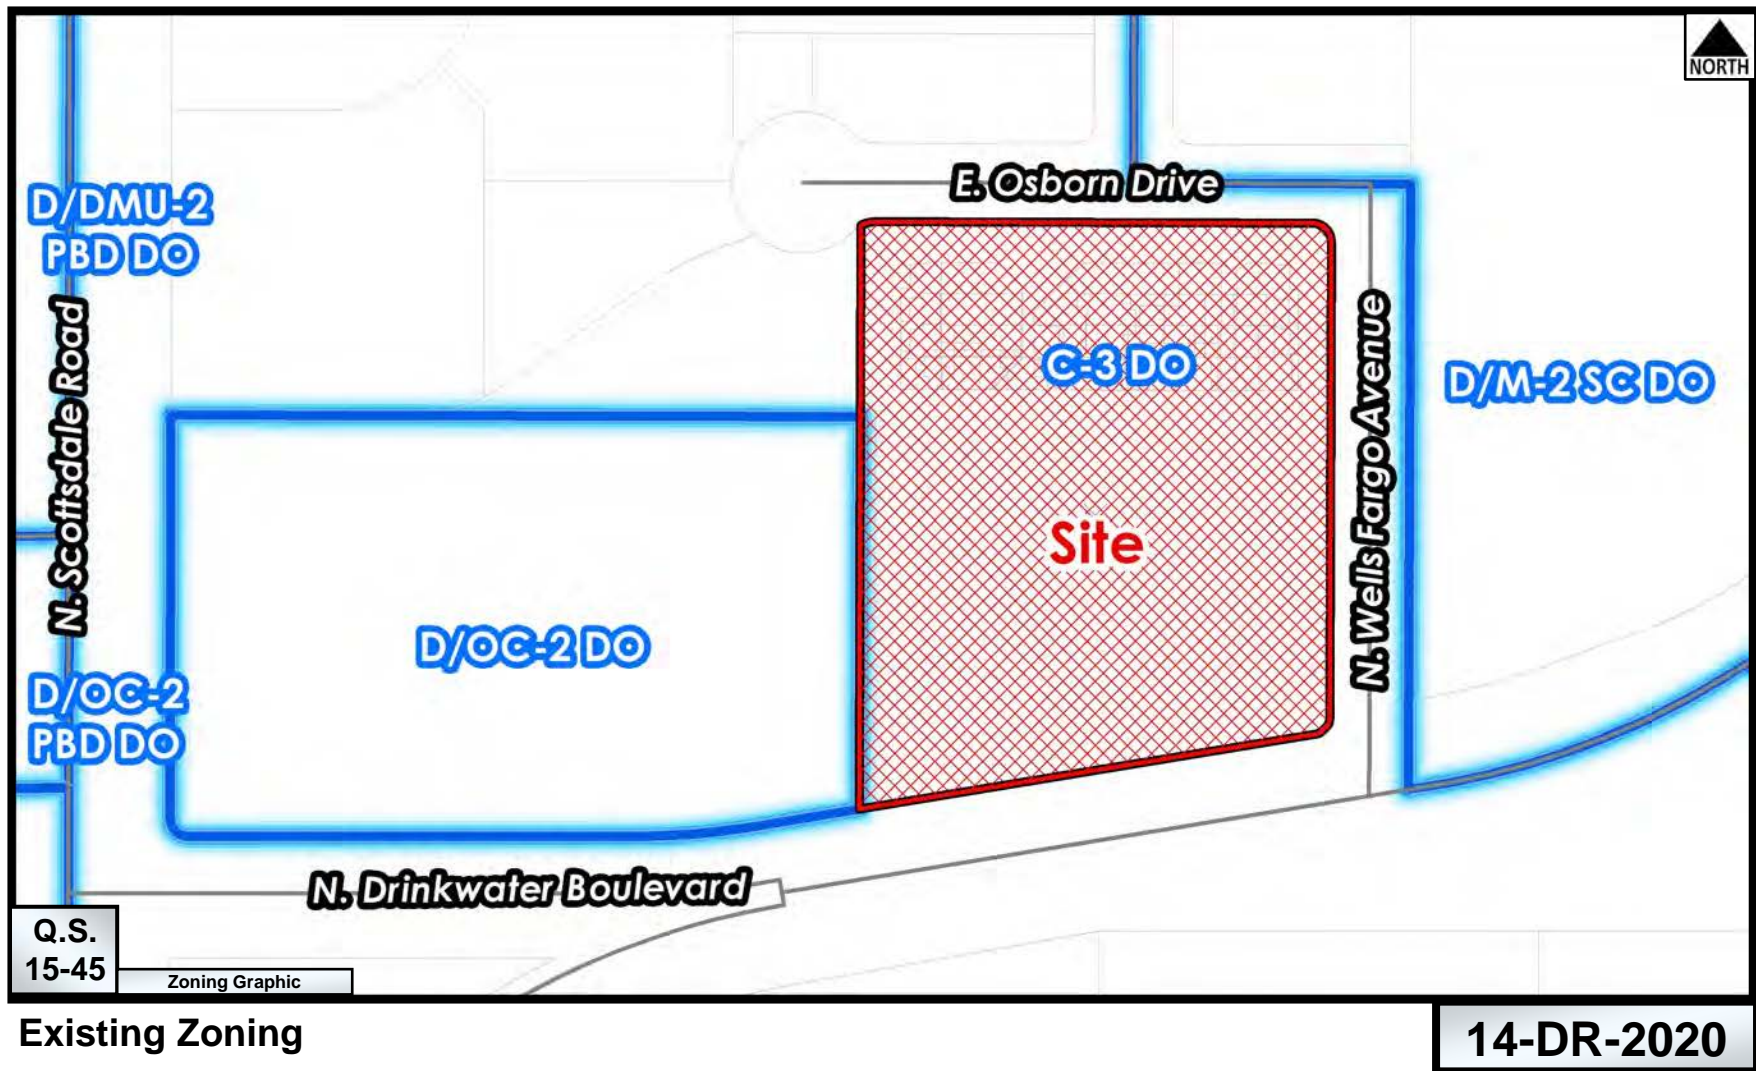 NORTH
E. Osborn Drive
D/DMU-2
PBD DO
N. Scottsdale Road
C-3 DO
N. Wells Fargo Avenue
D/M-2 SC DO
Site
D/OC-2 DO
D/OC-2
PBD DO
N. Drinkwater Boulevard
Q.S.
15-45
Zoning Graphic
Existing Zoning
14-DR-2020